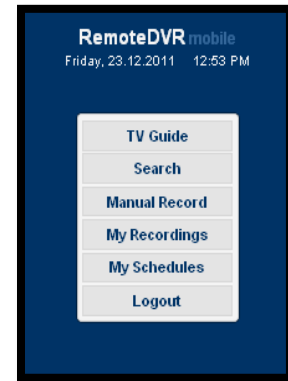 RemoteDVR mobile
Friday, 23.12.2011 12:53 PM
TV Guide
Search
Manual Record
My Recordings
My Schedules
Logout